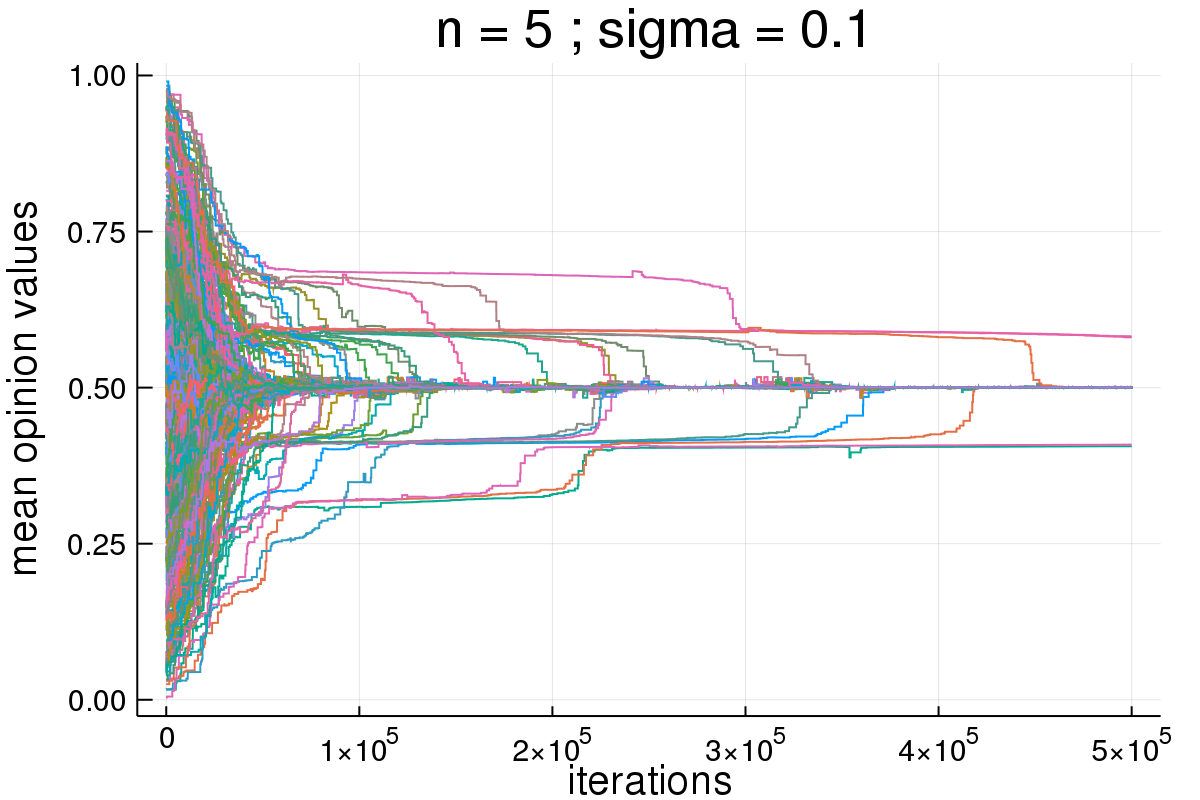 n = 5 ; sigma = 0.1
mean opinion values
1.00
0.75
0.50
0.25
0.00
0 1×10⁵ 2×10⁵ 3×10⁵ 4×10⁵ 5×10⁵
iterations